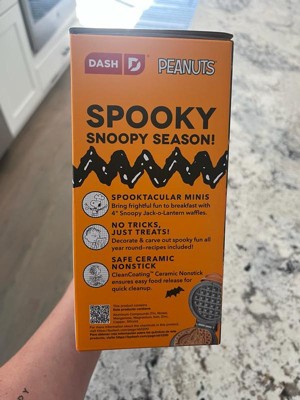 DASH
PEANUTS
SPOOKY
SNOOPY SEASON!
SPOOKTACULAR MINIS
Bring frightful fun to breakfast with
4" Snoopy Jack-o-Lantern waffles.
NO TRICKS,
JUST TREATS!
Decorate & carve out spooky fun all
year round–recipes included!
SAFE CERAMIC
NONSTICK
CleanCoating™ Ceramic Nonstick
ensures easy food release for
quick cleanup.